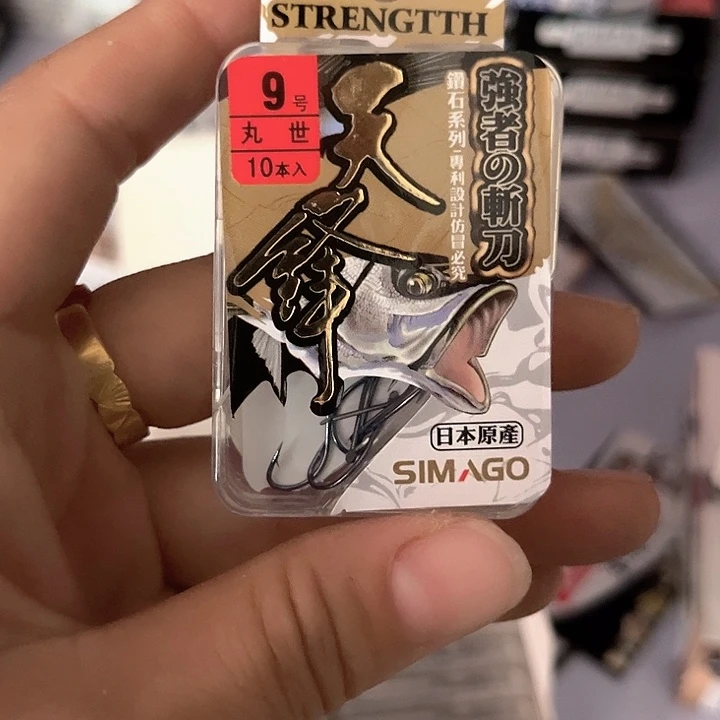 STRENGTTH
9号
丸世
10本入
天鋒
強者の斬刀
鑽石系列·專利設計仿冒必究
日本原產
SIMAGO